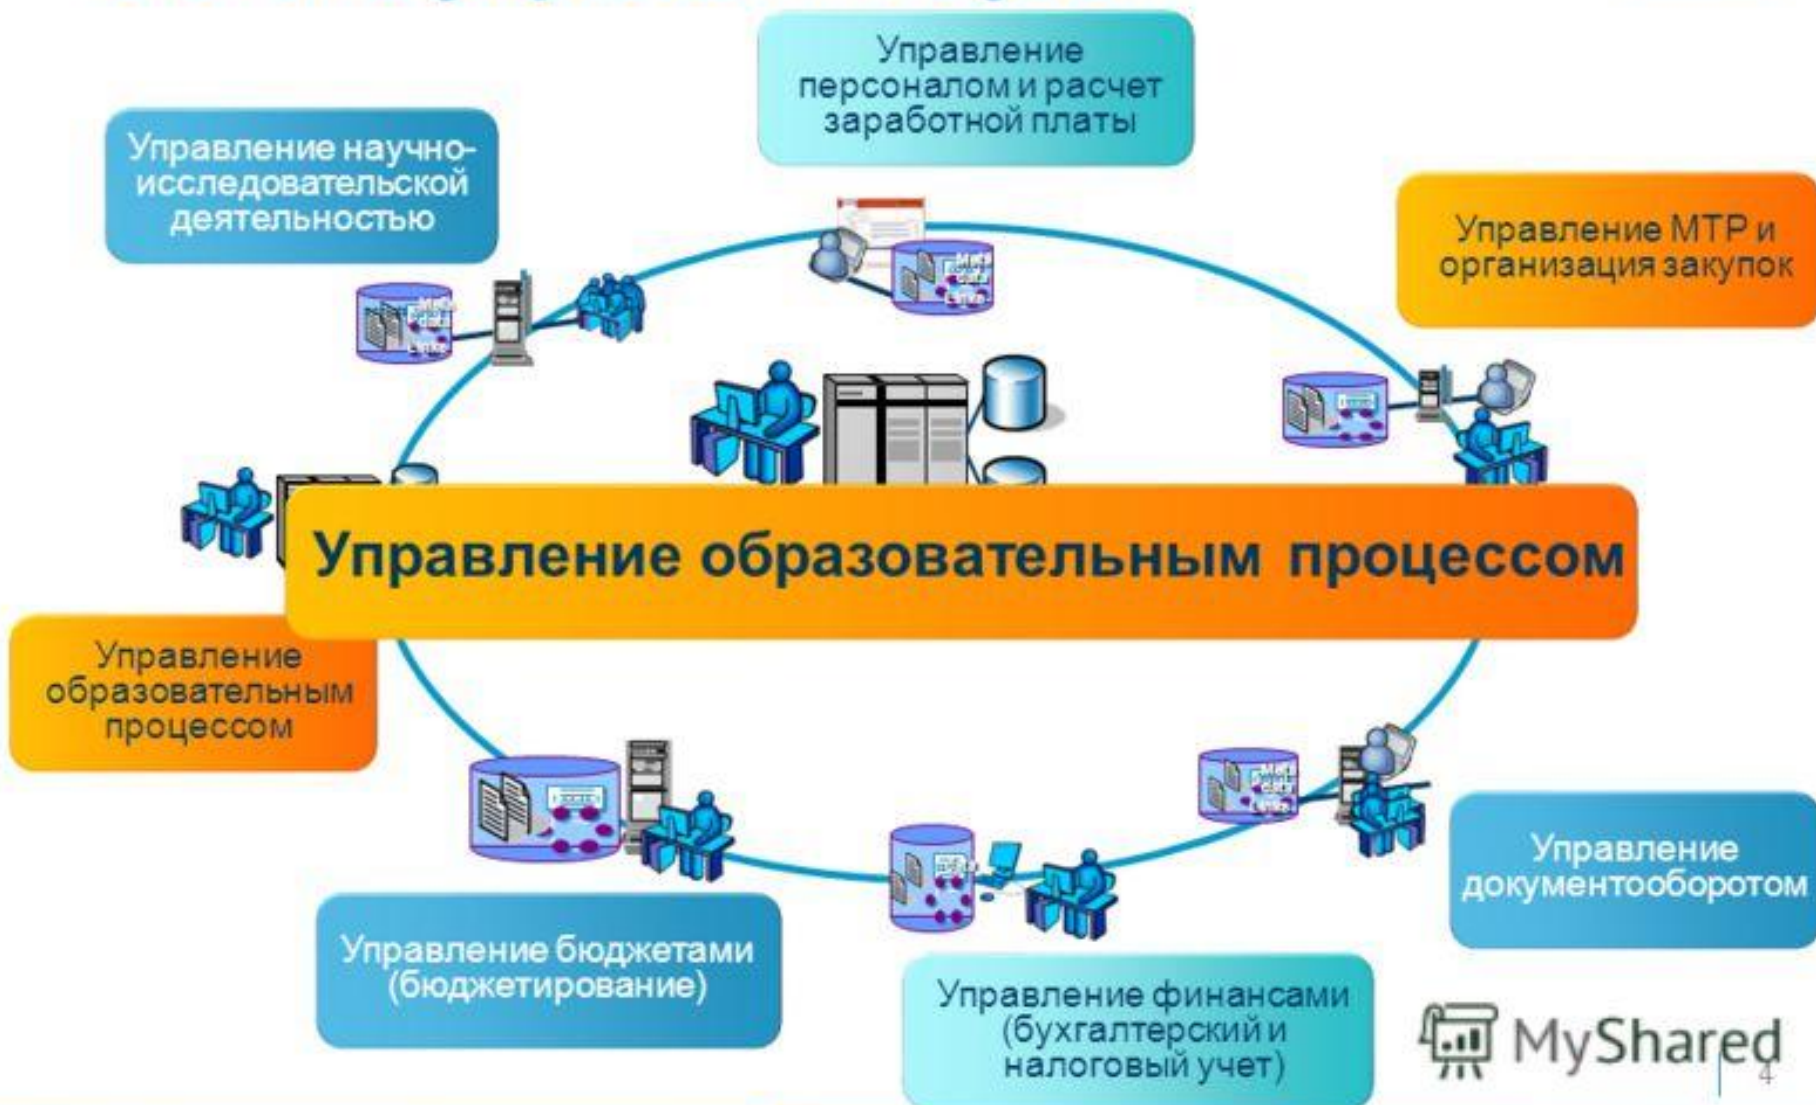 Управление
персоналом и расчет
заработной платы
Управление научно-
исследовательской
деятельностью
Управление МТР и
организация закупок
Управление образовательным процессом
Управление
образовательным
процессом
Управление
документооборотом
Управление бюджетами
(бюджетирование)
Управление финансами
(бухгалтерский и
налоговый учет)
MyShared
4